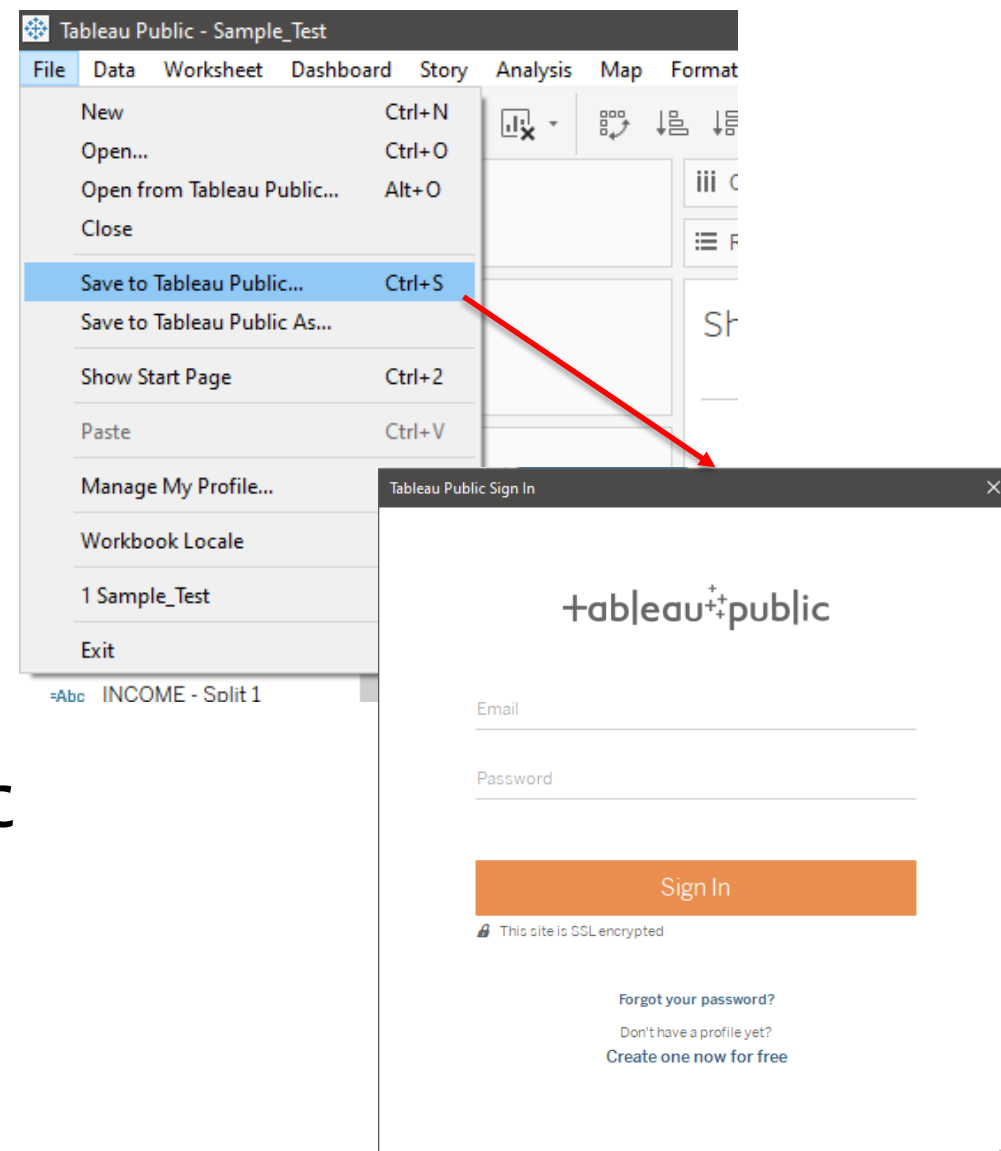 Tableau Public - Sample_Test
File Data Worksheet Dashboard Story Analysis Map Format
New Ctrl+N
Open... Ctrl+O
Open from Tableau Public... Alt+O
Close
Save to Tableau Public... Ctrl+S
Save to Tableau Public As...
Show Start Page Ctrl+2
Paste Ctrl+V
Manage My Profile...
Workbook Locale
1 Sample_Test
Exit
=Abc INCOME - Split 1
Sh
Tableau Public Sign In
+ableau public
Email
Password
Sign In
This site is SSL encrypted
Forgot your password?
Don't have a profile yet?
Create one now for free